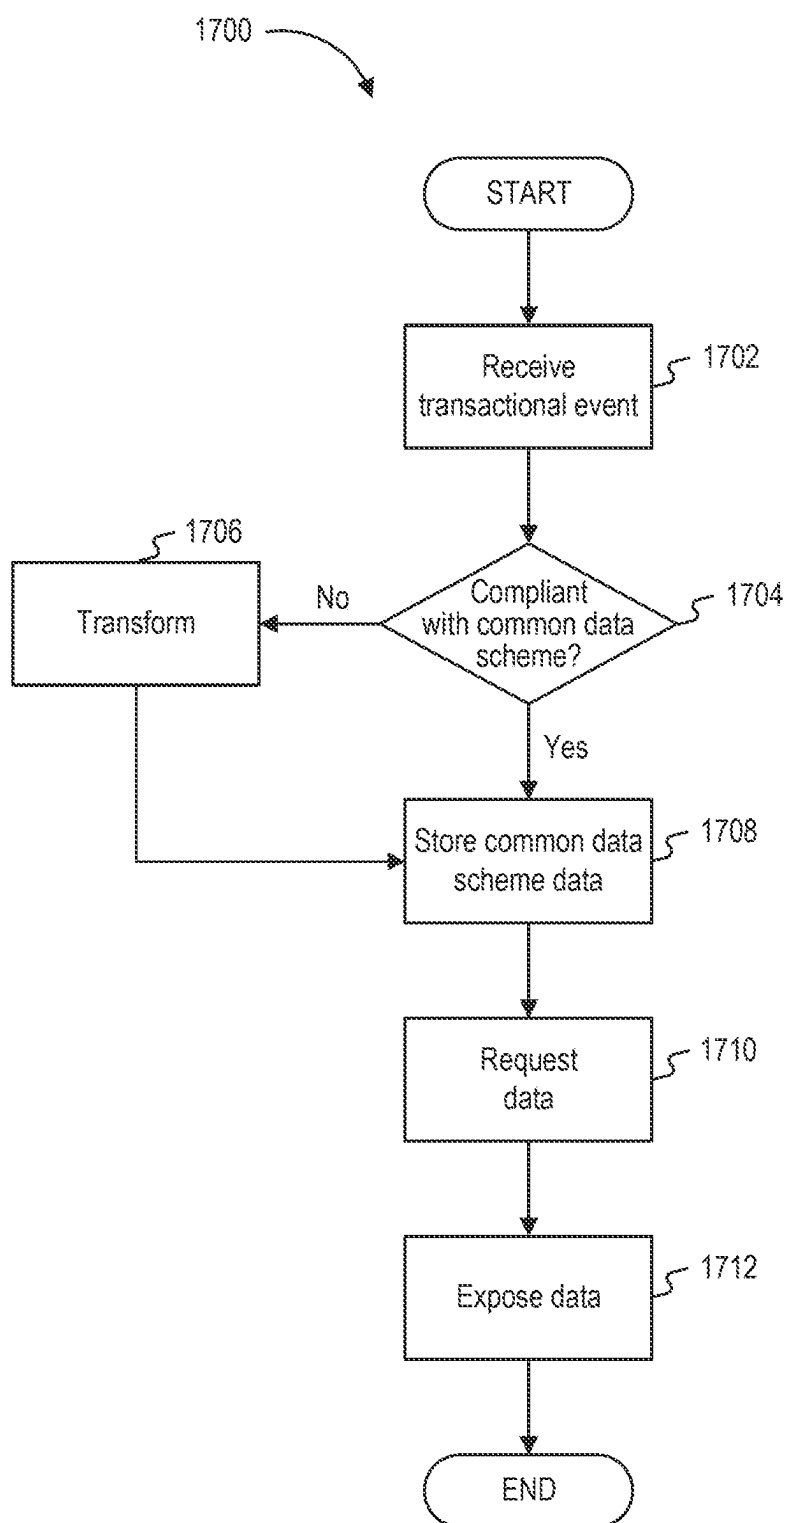 1700
START
Receive
transactional event
1702
1706
Transform
No
Compliant
with common data
scheme?
1704
Yes
Store common data
scheme data
1708
Request
data
1710
Expose data
1712
END